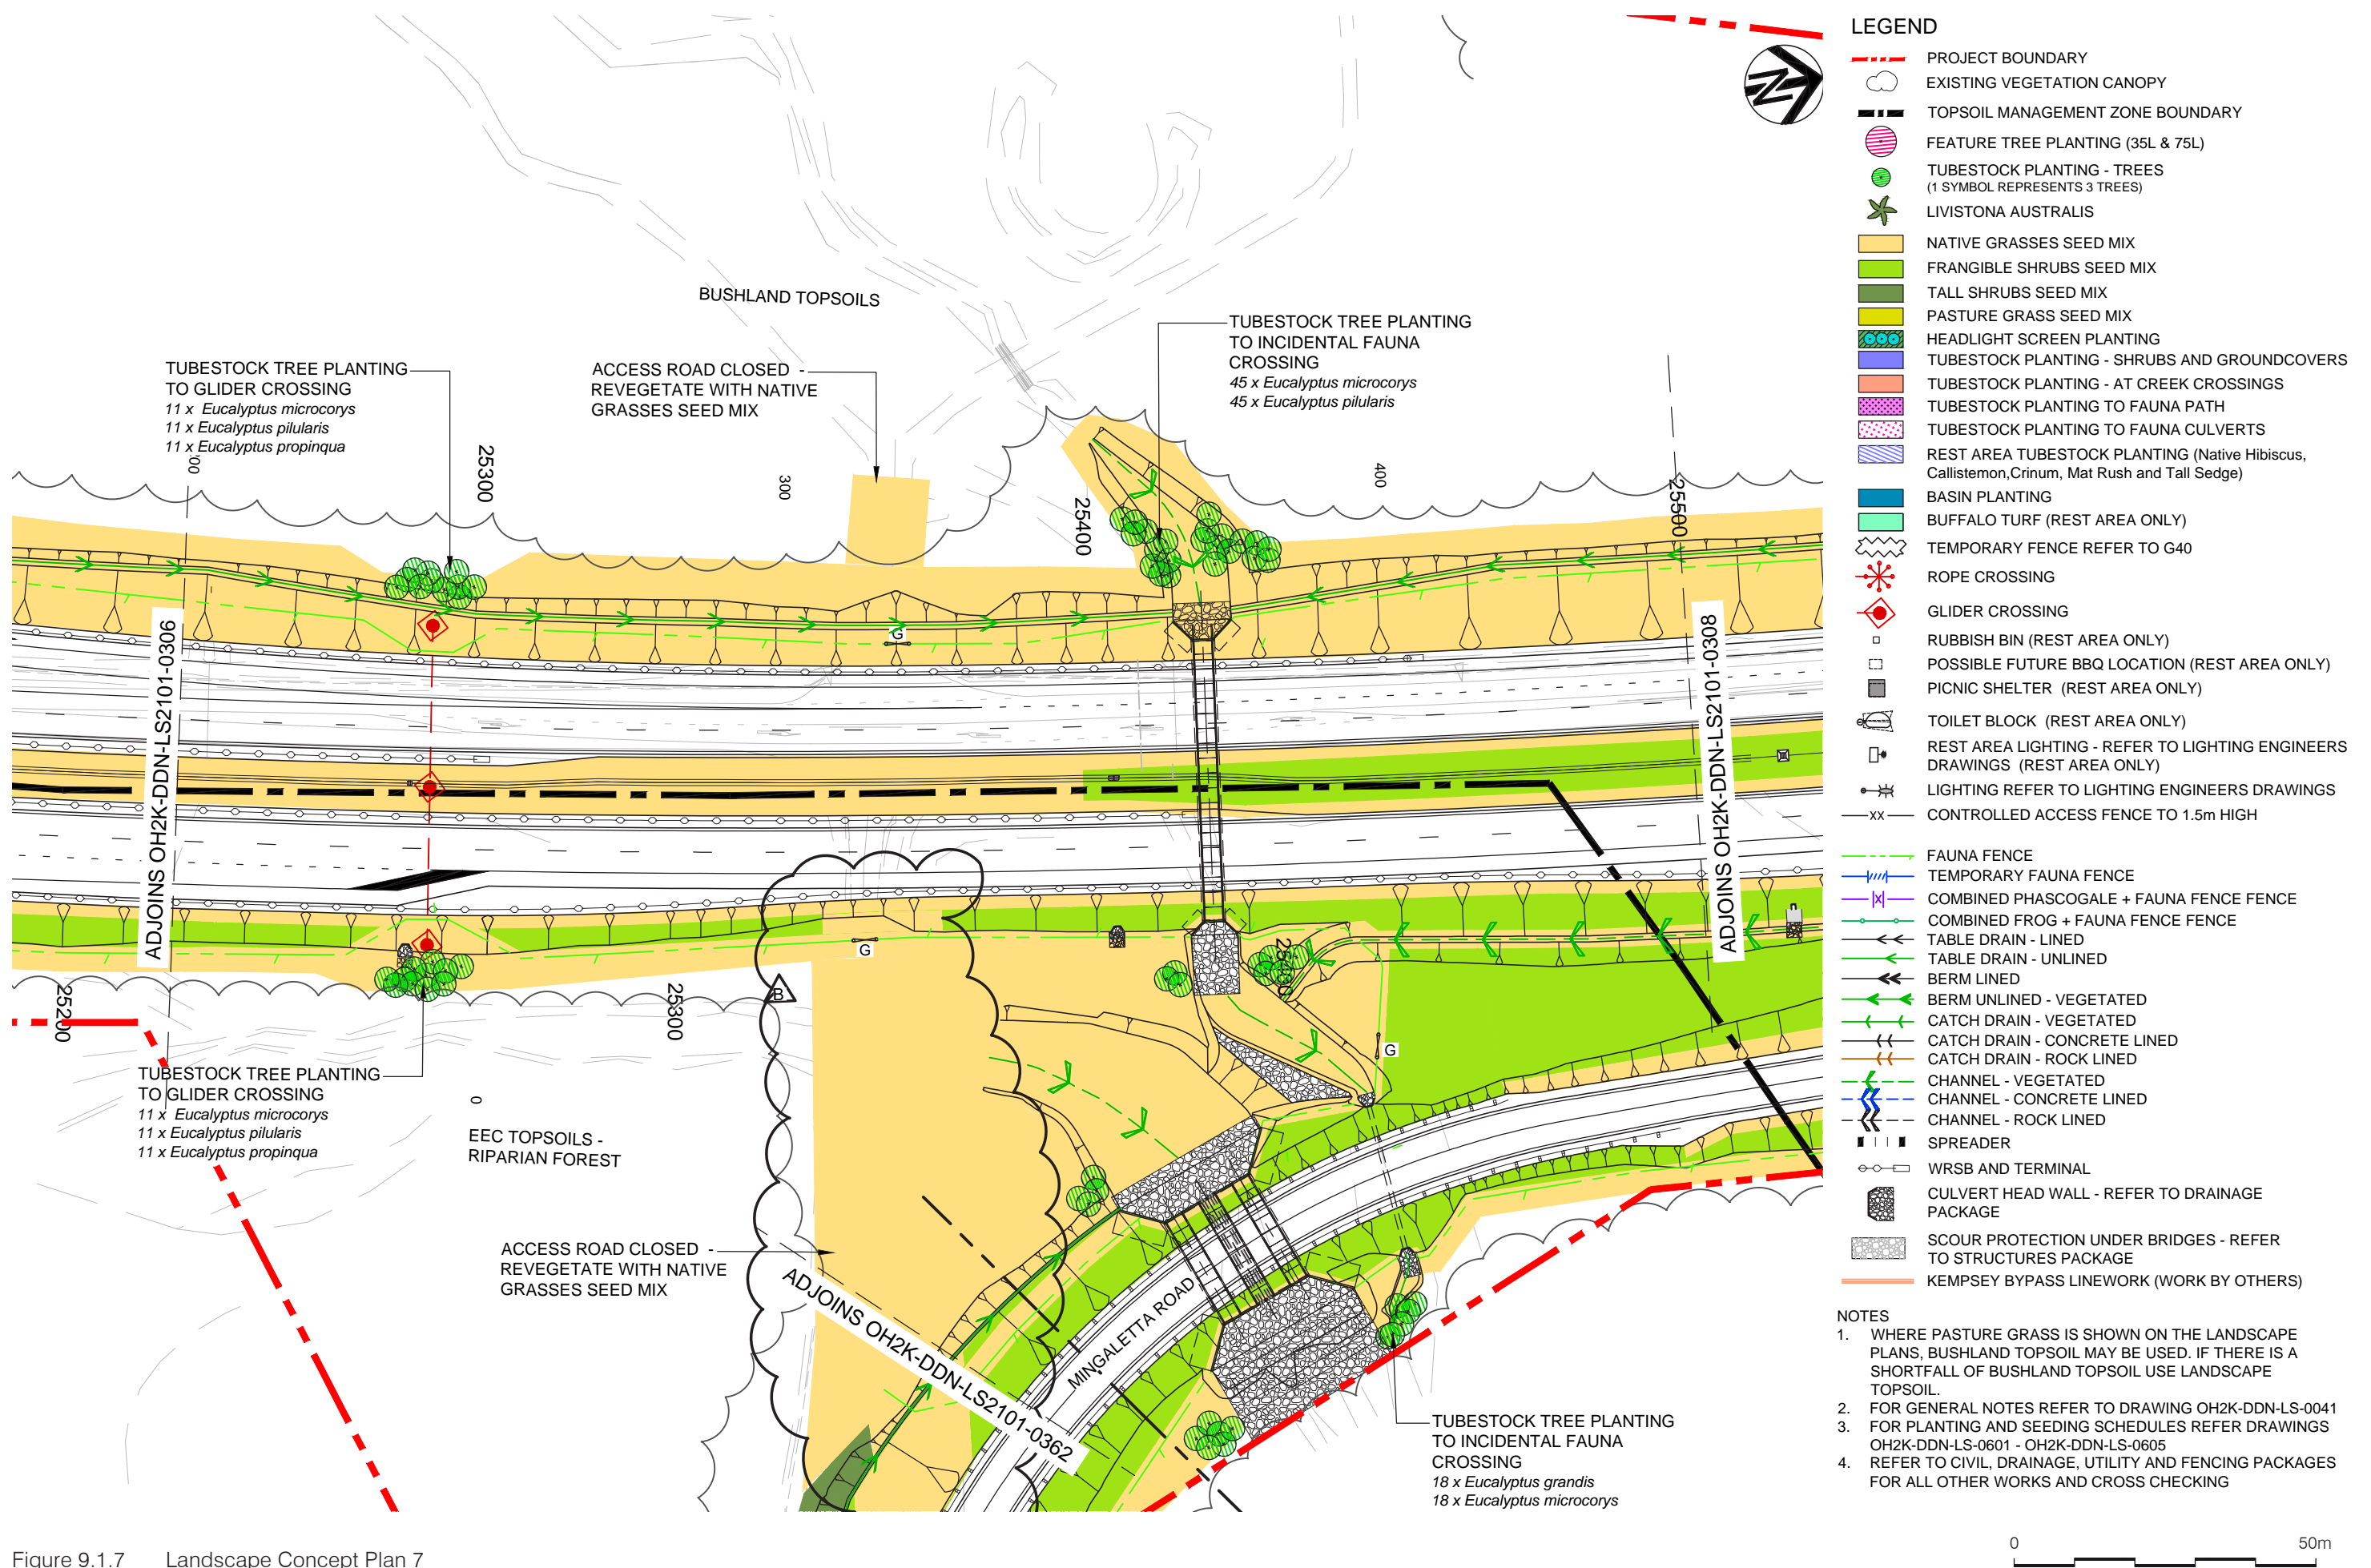 BUSHLAND TOPSOILS
TUBESTOCK TREE PLANTING
TO GLIDER CROSSING
11 x Eucalyptus microcorys
11 x Eucalyptus pilularis
11 x Eucalyptus propinqua
ACCESS ROAD CLOSED -
REVEGETATE WITH NATIVE
GRASSES SEED MIX
TUBESTOCK TREE PLANTING
TO INCIDENTAL FAUNA
CROSSING
45 x Eucalyptus microcorys
45 x Eucalyptus pilularis
25300
300
25400
400
25500
G
ADJOINS OH2K-DDN-LS2101-0306
ADJOINS OH2K-DDN-LS2101-0308
G
B
25200
25300
G
TUBESTOCK TREE PLANTING
TO GLIDER CROSSING
11 x Eucalyptus microcorys
11 x Eucalyptus pilularis
11 x Eucalyptus propinqua
0
EEC TOPSOILS -
RIPARIAN FOREST
ACCESS ROAD CLOSED -
REVEGETATE WITH NATIVE
GRASSES SEED MIX
ADJOINS OH2K-DDN-LS2101-0362
MINGALETTA ROAD
TUBESTOCK TREE PLANTING
TO INCIDENTAL FAUNA
CROSSING
18 x Eucalyptus grandis
18 x Eucalyptus microcorys
N
LEGEND
PROJECT BOUNDARY
EXISTING VEGETATION CANOPY
TOPSOIL MANAGEMENT ZONE BOUNDARY
FEATURE TREE PLANTING (35L & 75L)
TUBESTOCK PLANTING - TREES
(1 SYMBOL REPRESENTS 3 TREES)
LIVISTONA AUSTRALIS
NATIVE GRASSES SEED MIX
FRANGIBLE SHRUBS SEED MIX
TALL SHRUBS SEED MIX
PASTURE GRASS SEED MIX
HEADLIGHT SCREEN PLANTING
TUBESTOCK PLANTING - SHRUBS AND GROUNDCOVERS
TUBESTOCK PLANTING - AT CREEK CROSSINGS
TUBESTOCK PLANTING TO FAUNA PATH
TUBESTOCK PLANTING TO FAUNA CULVERTS
REST AREA TUBESTOCK PLANTING (Native Hibiscus,
Callistemon,Crinum, Mat Rush and Tall Sedge)
BASIN PLANTING
BUFFALO TURF (REST AREA ONLY)
TEMPORARY FENCE REFER TO G40
ROPE CROSSING
GLIDER CROSSING
RUBBISH BIN (REST AREA ONLY)
POSSIBLE FUTURE BBQ LOCATION (REST AREA ONLY)
PICNIC SHELTER (REST AREA ONLY)
TOILET BLOCK (REST AREA ONLY)
REST AREA LIGHTING - REFER TO LIGHTING ENGINEERS
DRAWINGS (REST AREA ONLY)
LIGHTING REFER TO LIGHTING ENGINEERS DRAWINGS
XX CONTROLLED ACCESS FENCE TO 1.5m HIGH
FAUNA FENCE
TEMPORARY FAUNA FENCE
COMBINED PHASCOGALE + FAUNA FENCE FENCE
COMBINED FROG + FAUNA FENCE FENCE
TABLE DRAIN - LINED
TABLE DRAIN - UNLINED
BERM LINED
BERM UNLINED - VEGETATED
CATCH DRAIN - VEGETATED
CATCH DRAIN - CONCRETE LINED
CATCH DRAIN - ROCK LINED
CHANNEL - VEGETATED
CHANNEL - CONCRETE LINED
CHANNEL - ROCK LINED
SPREADER
WRSB AND TERMINAL
CULVERT HEAD WALL - REFER TO DRAINAGE
PACKAGE
SCOUR PROTECTION UNDER BRIDGES - REFER
TO STRUCTURES PACKAGE
KEMPSEY BYPASS LINEWORK (WORK BY OTHERS)
NOTES
1. WHERE PASTURE GRASS IS SHOWN ON THE LANDSCAPE
PLANS, BUSHLAND TOPSOIL MAY BE USED. IF THERE IS A
SHORTFALL OF BUSHLAND TOPSOIL USE LANDSCAPE
TOPSOIL.
2. FOR GENERAL NOTES REFER TO DRAWING OH2K-DDN-LS-0041
3. FOR PLANTING AND SEEDING SCHEDULES REFER DRAWINGS
OH2K-DDN-LS-0601 - OH2K-DDN-LS-0605
4. REFER TO CIVIL, DRAINAGE, UTILITY AND FENCING PACKAGES
FOR ALL OTHER WORKS AND CROSS CHECKING
0 50m
Figure 9.1.7 Landscape Concept Plan 7